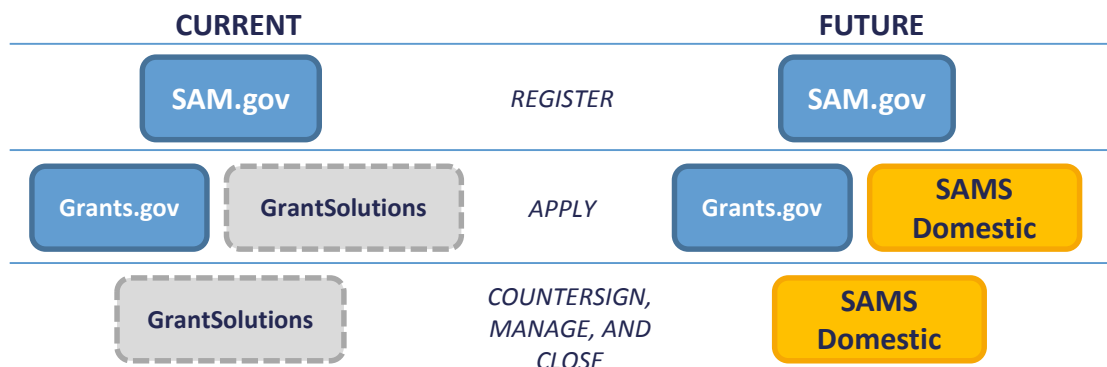 CURRENT
FUTURE
SAM.gov
REGISTER
SAM.gov
Grants.gov
GrantSolutions
APPLY
Grants.gov
SAMS
Domestic
GrantSolutions
COUNTERSIGN,
MANAGE, AND
CLOSE
SAMS
Domestic